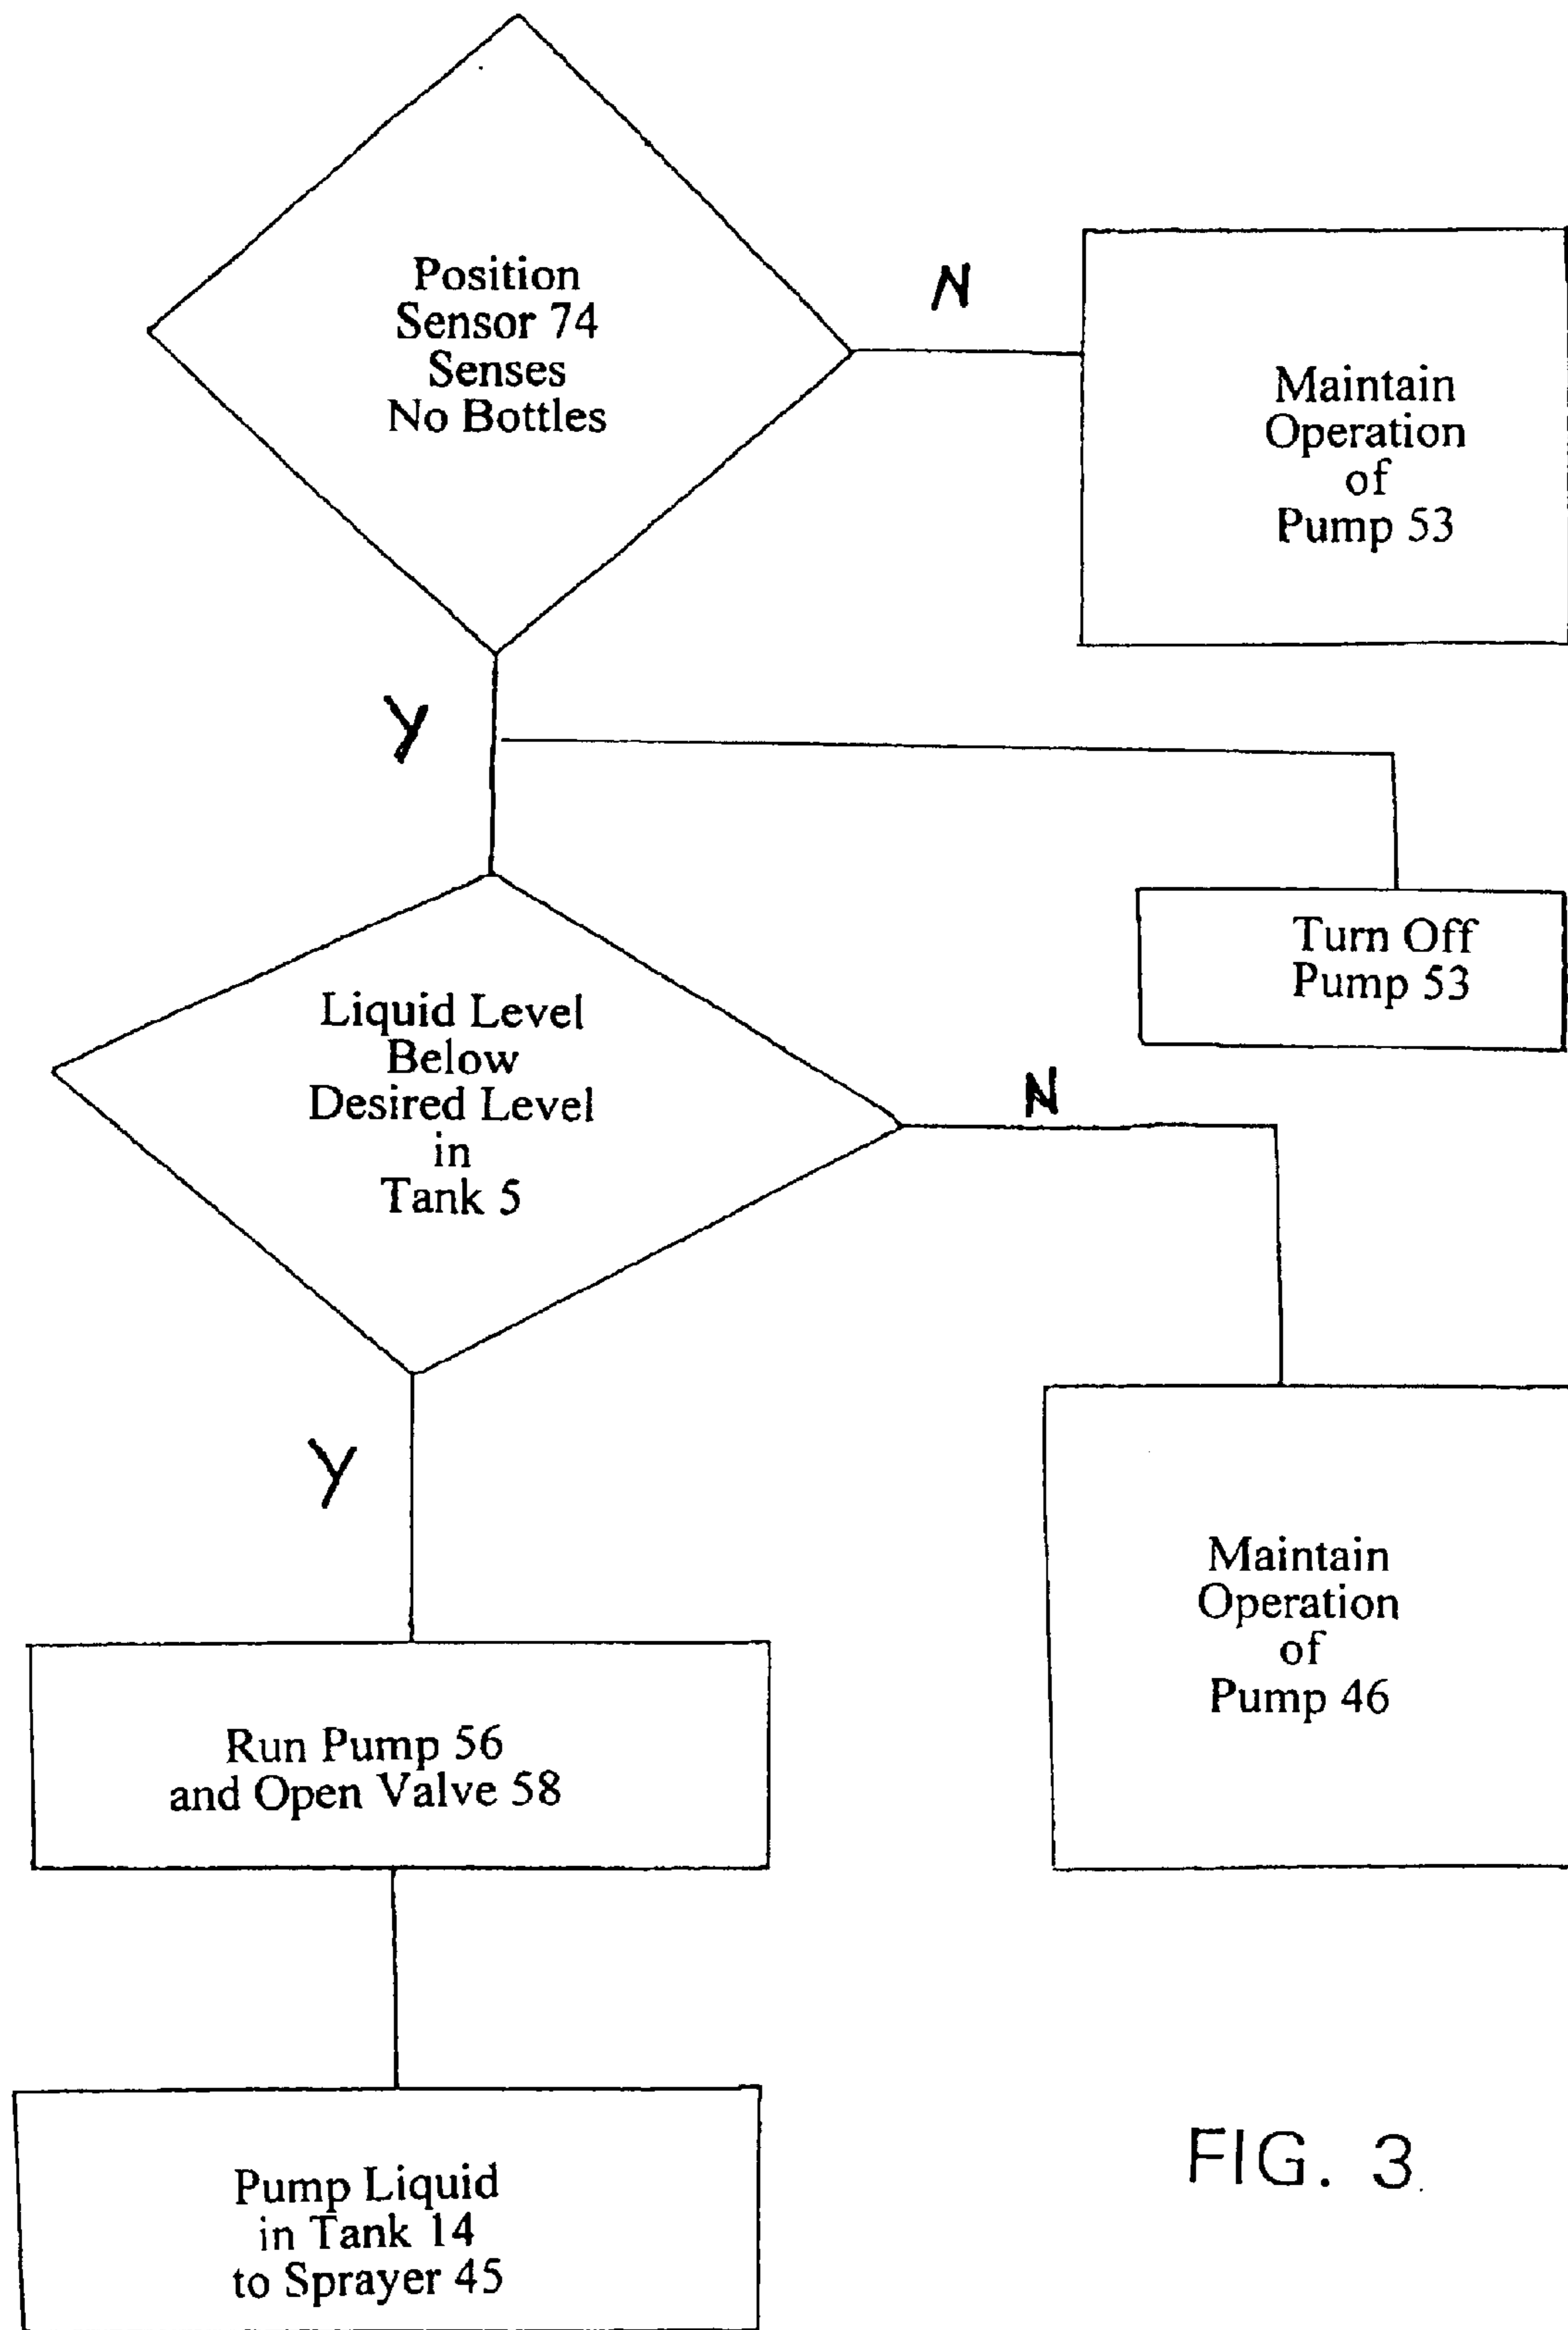 Position
Sensor 74
Senses
No Bottles
N
Maintain
Operation
of
Pump 53
Y
Turn Off
Pump 53
Liquid Level
Below
Desired Level
in
Tank 5
N
Y
Maintain
Operation
of
Pump 46
Run Pump 56
and Open Valve 58
Pump Liquid
in Tank 14
to Sprayer 45
FIG. 3